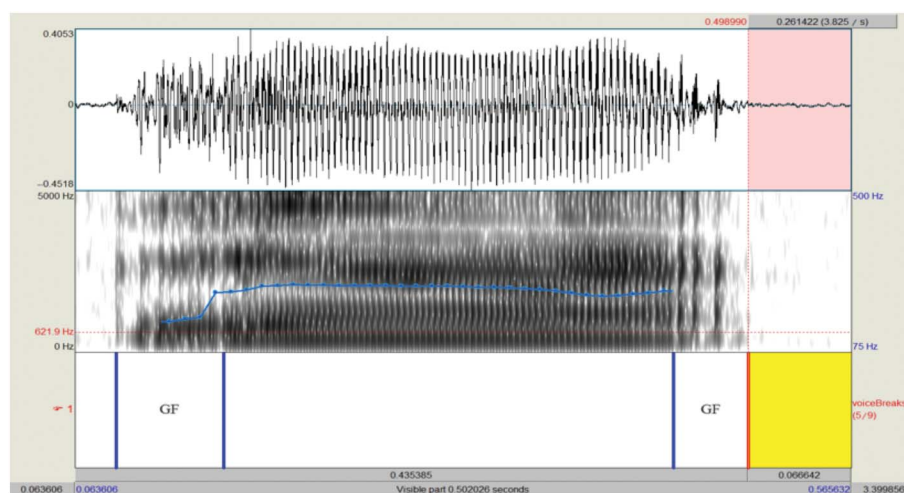 0.498990 0.261422 (3.825 / s)
0.4053
0
-0.4518
5000 Hz 500 Hz
621.9 Hz
0 Hz 75 Hz
1 GF GF voiceBreaks
(5/9)
0.435385 0.066642
0.063606 0.063606 Visible part 0.502026 seconds 0.565632 3.399856